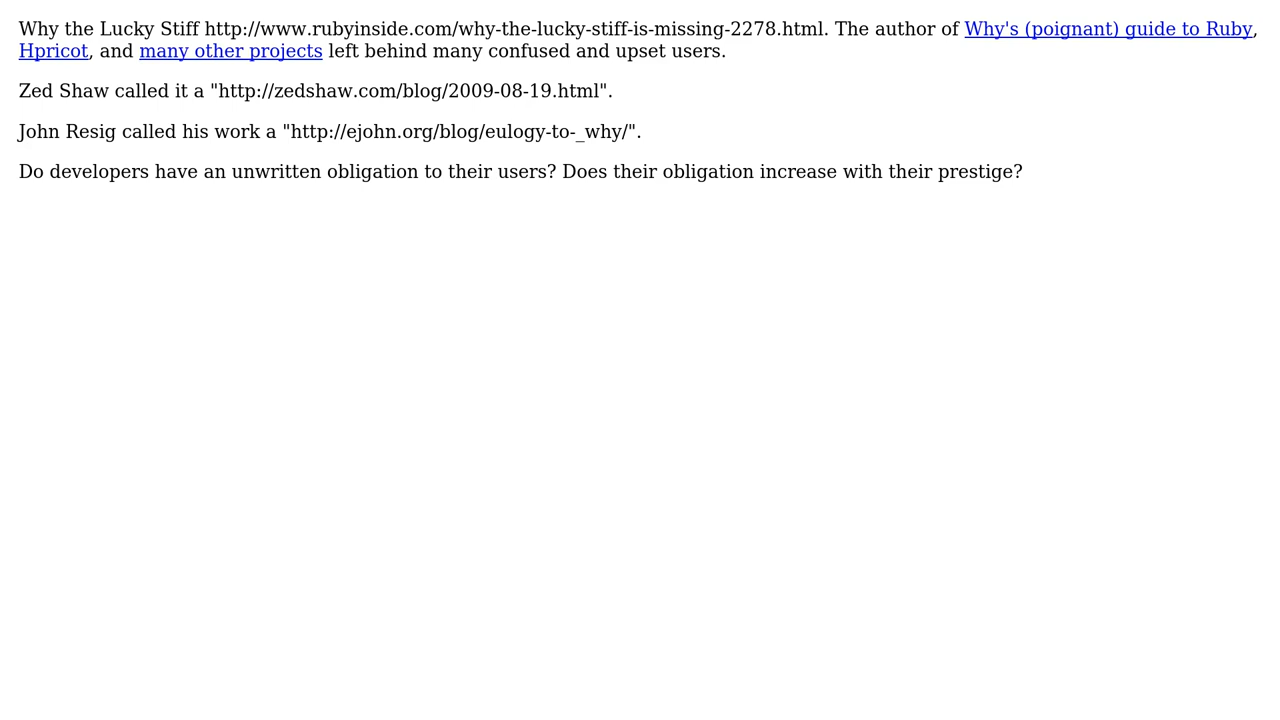 Why the Lucky Stiff http://www.rubyinside.com/why-the-lucky-stiff-is-missing-2278.html. The author of Why's (poignant) guide to Ruby,
Hpricot, and many other projects left behind many confused and upset users.
Zed Shaw called it a "http://zedshaw.com/blog/2009-08-19.html".
John Resig called his work a "http://ejohn.org/blog/eulogy-to-_why/".
Do developers have an unwritten obligation to their users? Does their obligation increase with their prestige?